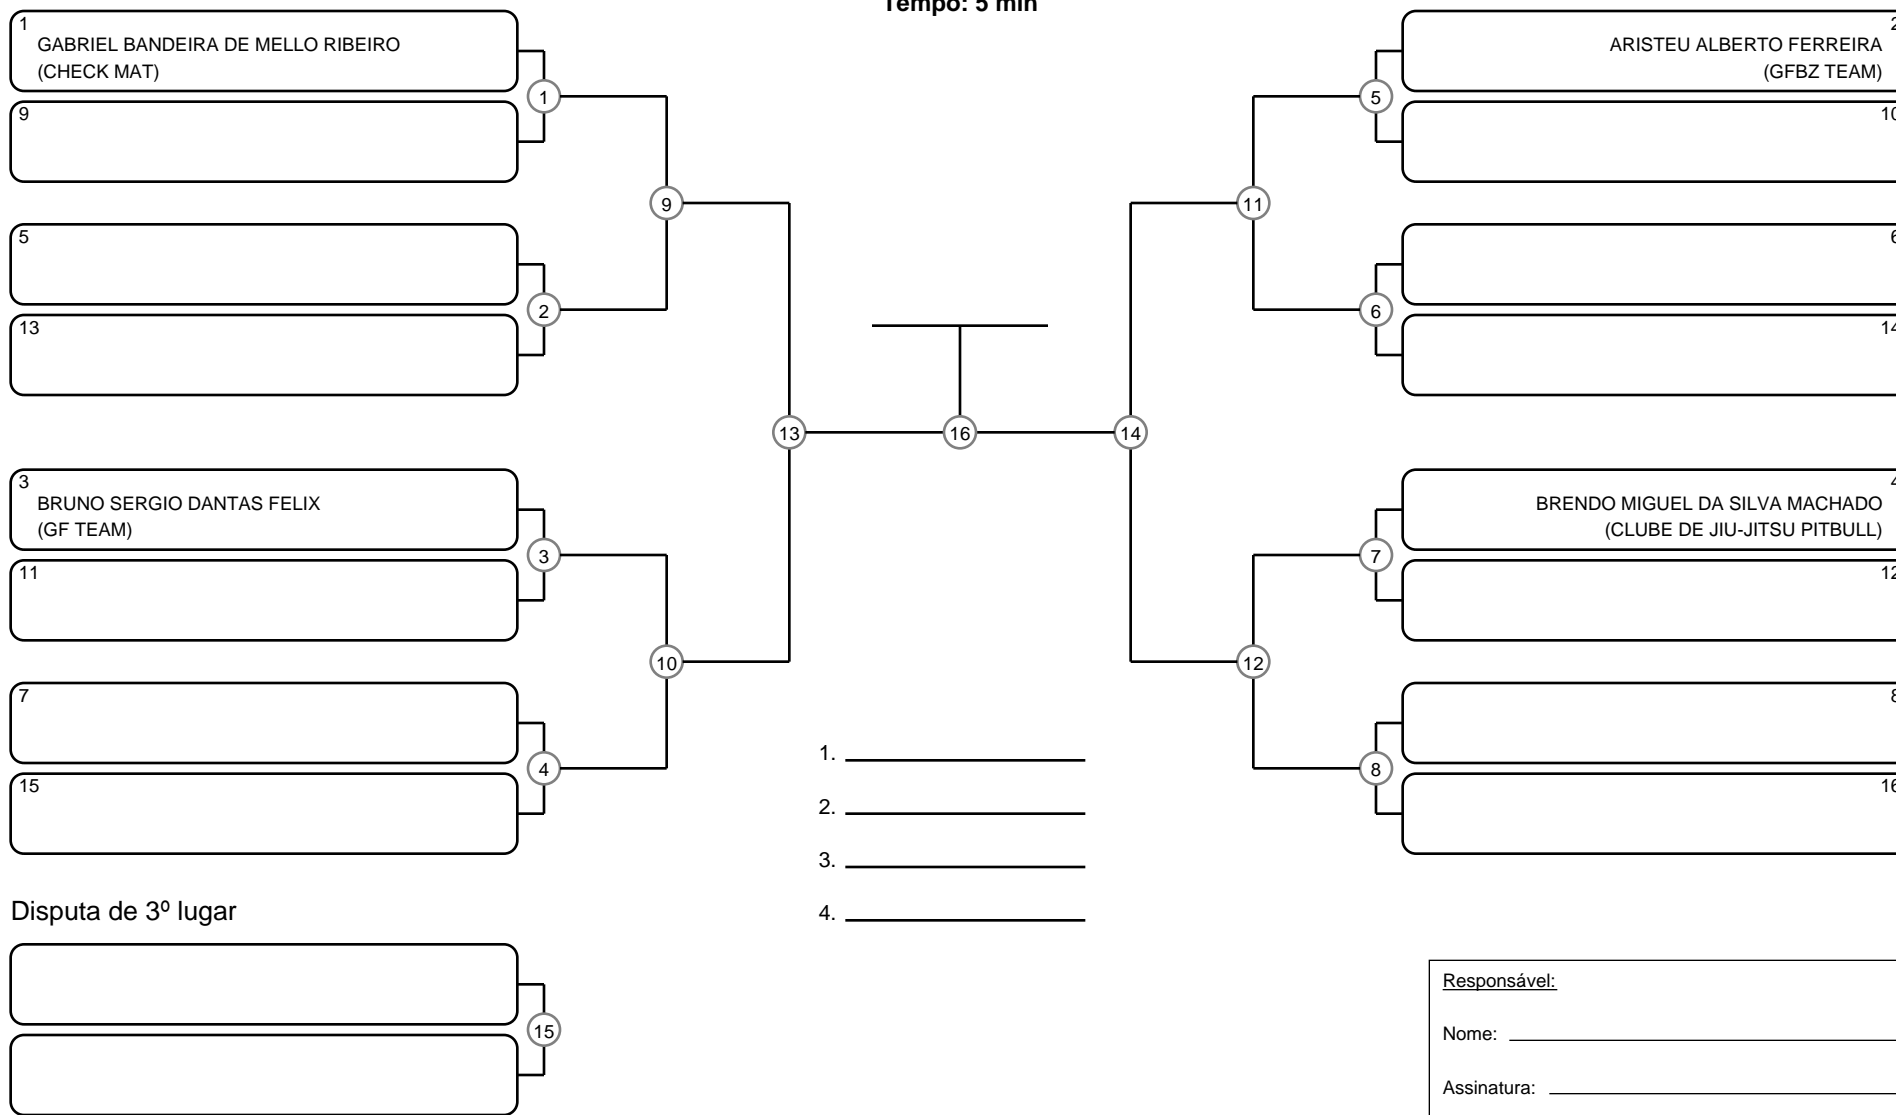 Tempo: 5 min
1
GABRIEL BANDEIRA DE MELLO RIBEIRO
(CHECK MAT)
9
1
5
13
2
9
3
BRUNO SERGIO DANTAS FELIX
(GF TEAM)
11
3
7
15
4
10
13
16
14
2
ARISTEU ALBERTO FERREIRA
(GFBZ TEAM)
10
5
6
14
6
11
4
BRENDO MIGUEL DA SILVA MACHADO
(CLUBE DE JIU-JITSU PITBULL)
12
7
8
16
8
12
1.
2.
3.
4.
Disputa de 3º lugar
15
Responsável:
Nome:
Assinatura: